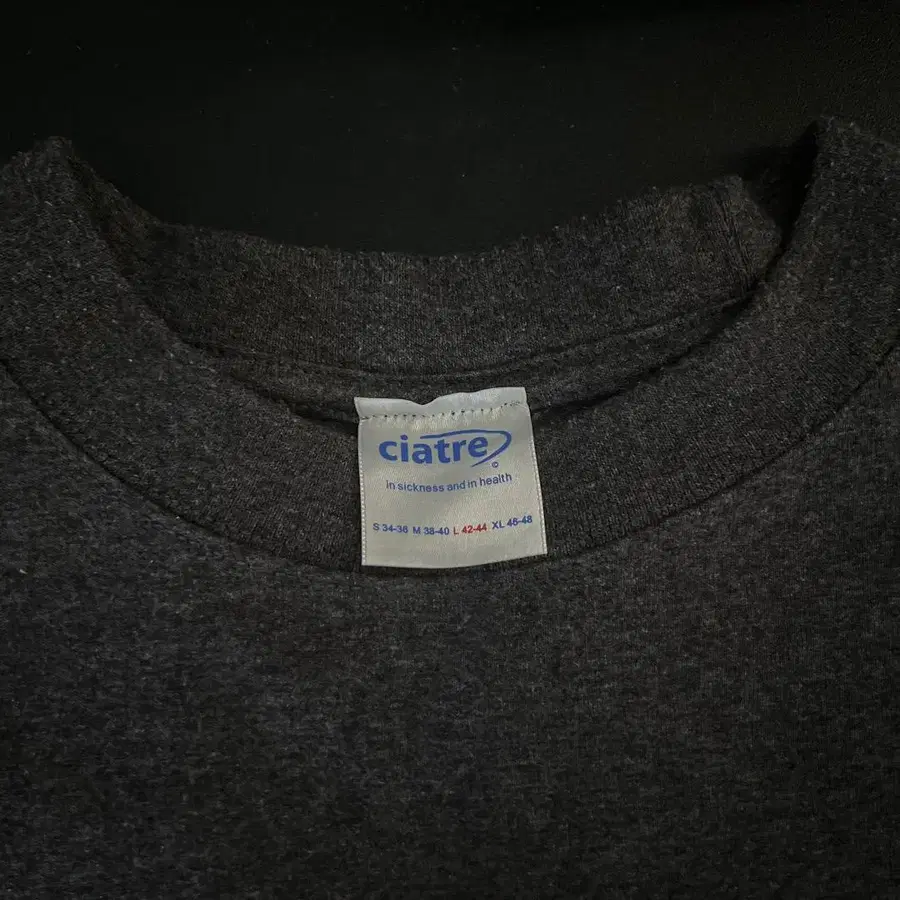 ciatre
©
In sickness and in health
S 34-36 M 38-40 L 42-44 XL 46-48